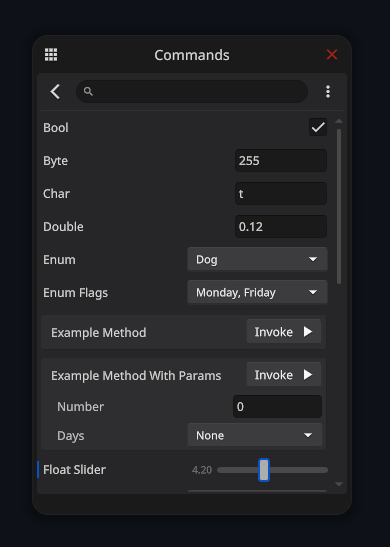 Commands
Bool
Byte 255
Char t
Double 0.12
Enum Dog
Enum Flags Monday, Friday
Example Method Invoke
Example Method With Params Invoke
Number 0
Days None
Float Slider 4.20